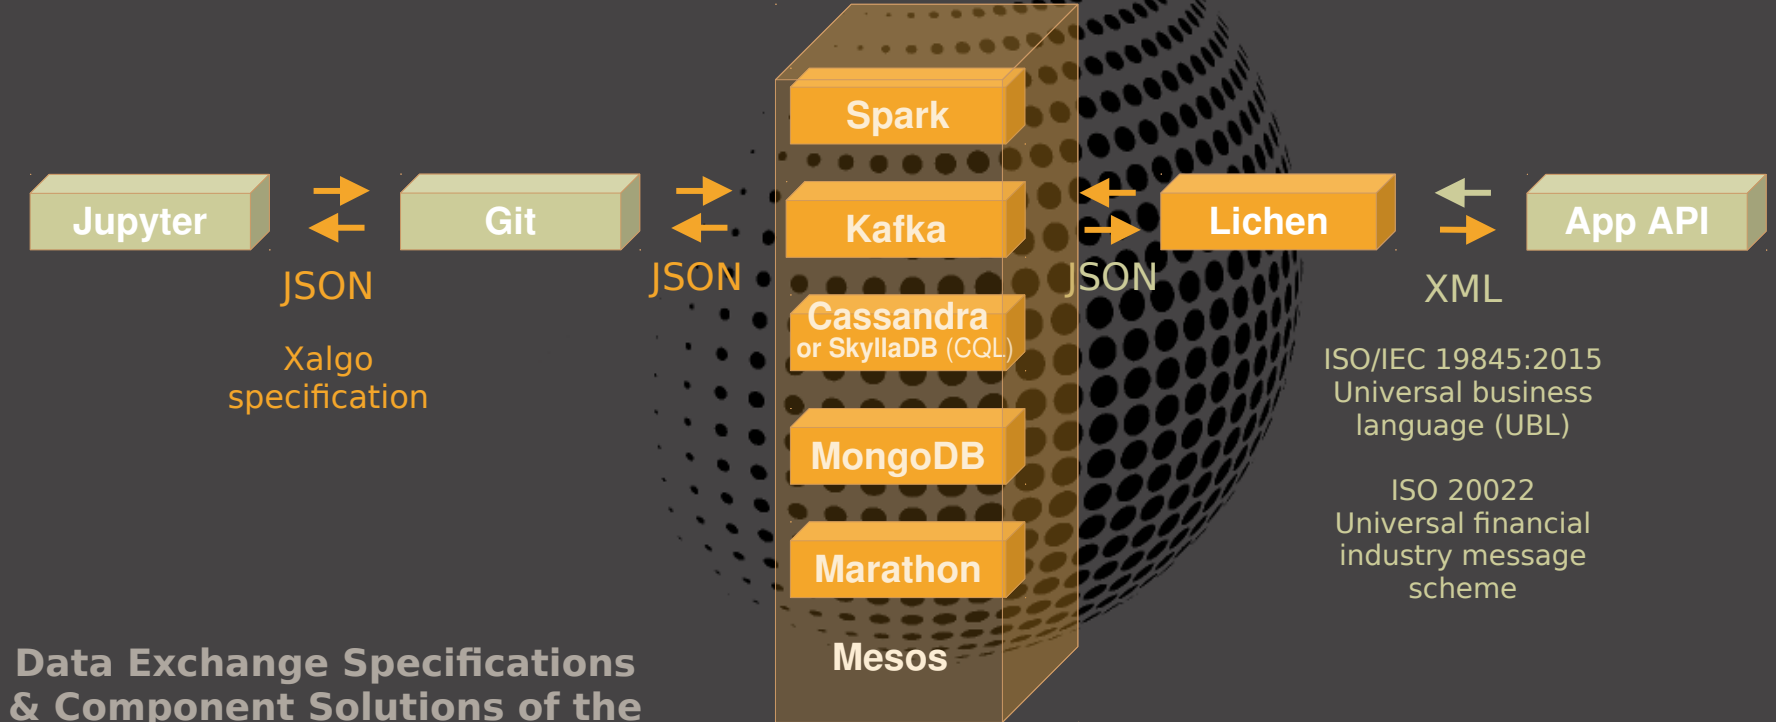 Spark
Jupyter
Git
Kafka
Lichen
App API
JSON
JSON
JSON
XML
Cassandra
or SkyllaDB (CQL)
Xalgo
specification
ISO/IEC 19845:2015
Universal business
language (UBL)
MongoDB
ISO 20022
Universal financial
industry message
scheme
Marathon
Mesos
Data Exchange Specifications
& Component Solutions of the